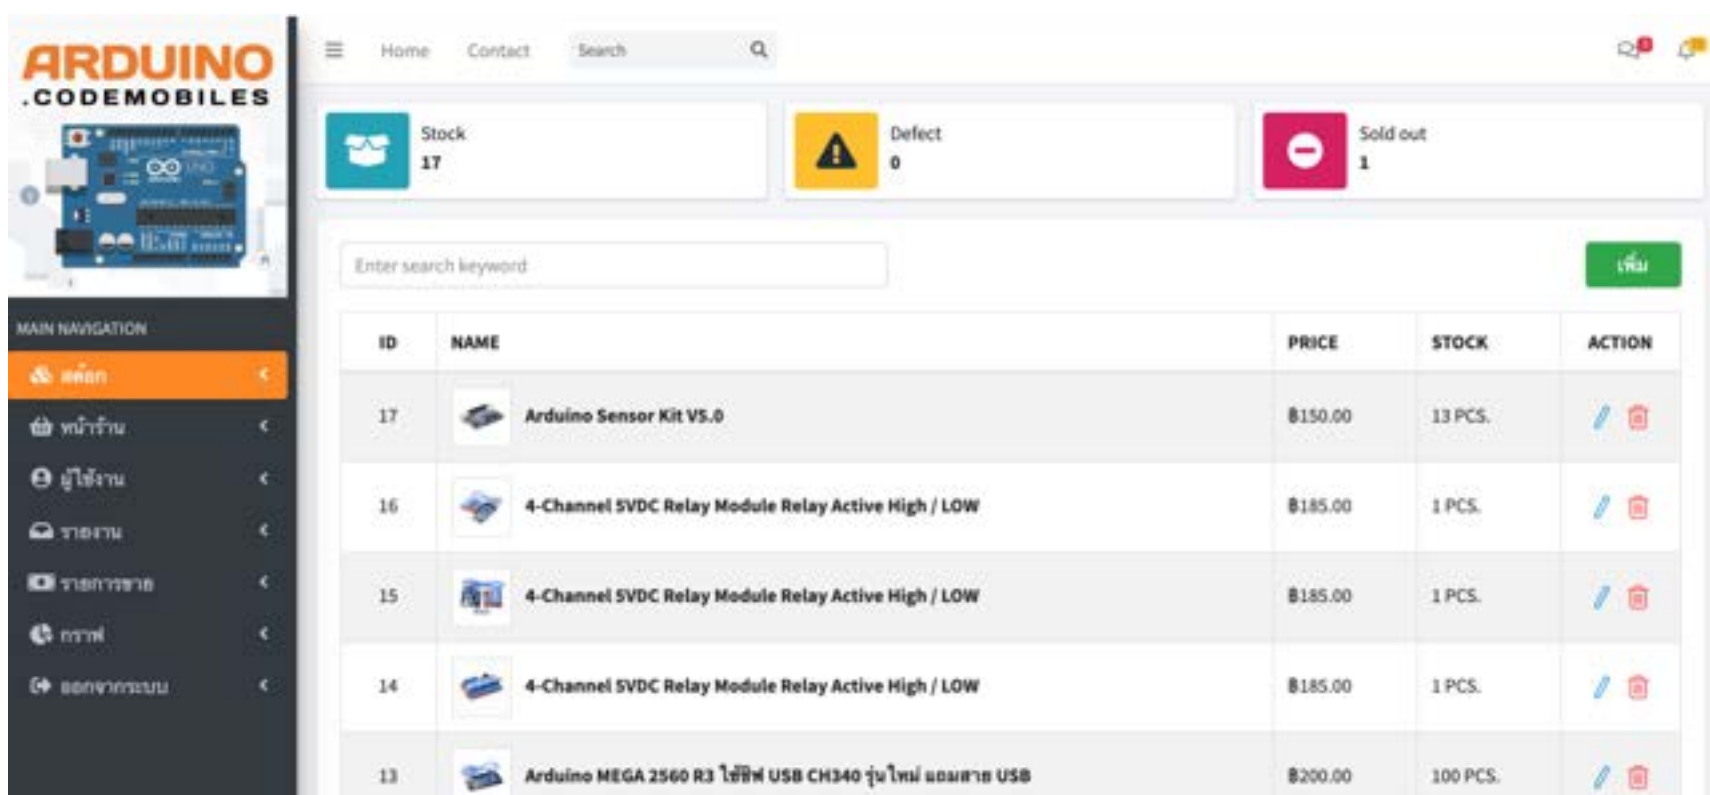 ARDUINO
.CODEMOBILES
UNO
MAIN NAVIGATION
สต๊อก
หน้าร้าน
ผู้ใช้งาน
รายงาน
รายการขาย
กราฟ
ออกจากระบบ
Home Contact Search
Stock
17
Defect
0
Sold out
1
Enter search keyword
เพิ่ม
ID NAME PRICE STOCK ACTION
17 Arduino Sensor Kit V5.0 ฿150.00 13 PCS.
16 4-Channel 5VDC Relay Module Relay Active High / LOW ฿185.00 1 PCS.
15 4-Channel 5VDC Relay Module Relay Active High / LOW ฿185.00 1 PCS.
14 4-Channel 5VDC Relay Module Relay Active High / LOW ฿185.00 1 PCS.
13 Arduino MEGA 2560 R3 ใช้ชิฟ USB CH340 รุ่นใหม่ แถมสาย USB ฿200.00 100 PCS.